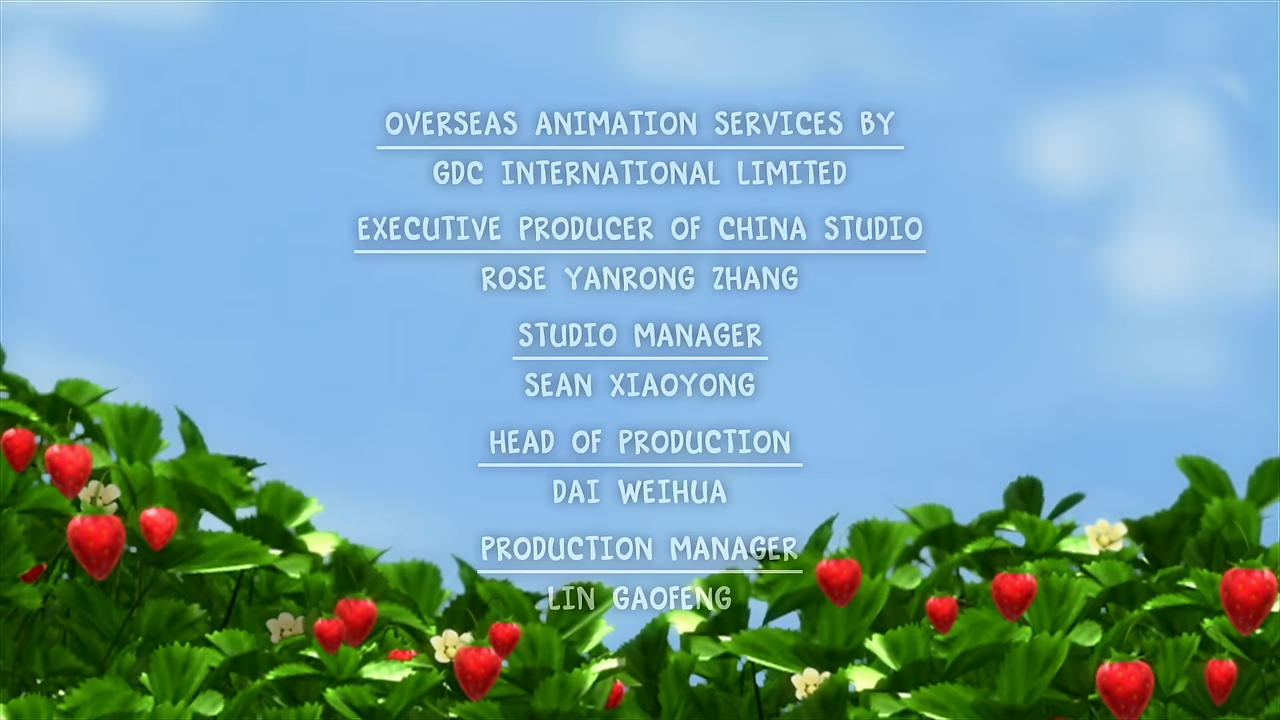 OVERSEAS ANIMATION SERVICES BY
GDC INTERNATIONAL LIMITED
EXECUTIVE PRODUCER OF CHINA STUDIO
ROSE YANRONG ZHANG
STUDIO MANAGER
SEAN XIAOYONG
HEAD OF PRODUCTION
DAI WEIHUA
PRODUCTION MANAGER
LIN GAOFENG